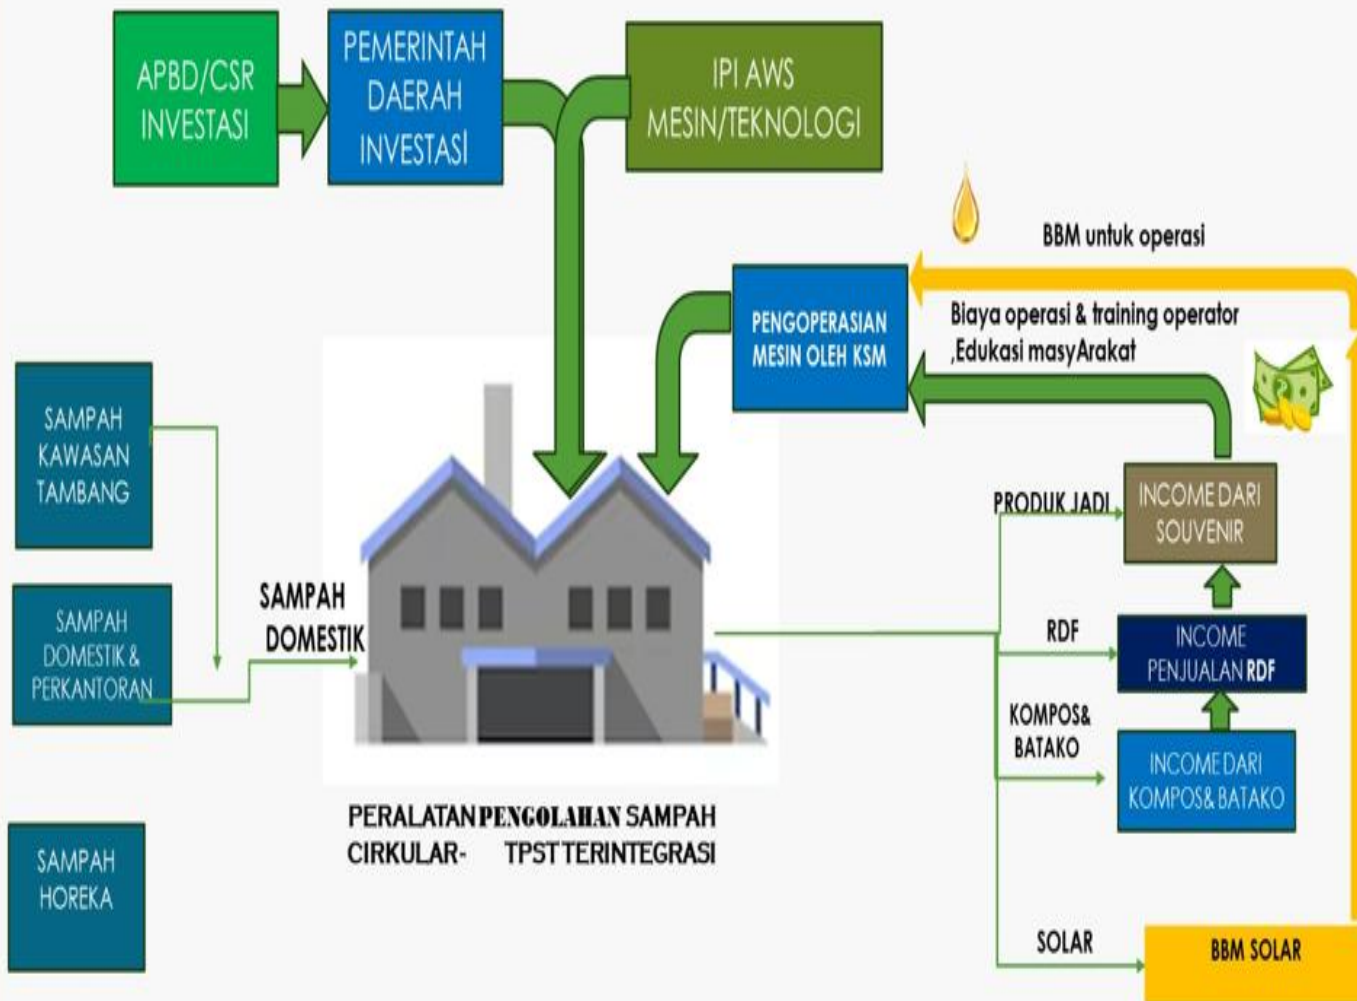 APBD/CSR
INVESTASI
PEMERINTAH
DAERAH
INVESTASI
IPI AWS
MESIN/TEKNOLOGI
BBM untuk operasi
PENGOPERASIAN
MESIN OLEH KSM
Biaya operasi & training operator
,Edukasi masyArakat
SAMPAH
KAWASAN
TAMBANG
SAMPAH
DOMESTIK &
PERKANTORAN
SAMPAH
HOREKA
SAMPAH
DOMESTIK
PERALATAN PENGOLAHAN SAMPAH
CIRKULAR- TPST TERINTEGRASI
PRODUK JADI
INCOME DARI
SOUVENIR
RDF
INCOME
PENJUALAN RDF
KOMPOS&
BATAKO
INCOME DARI
KOMPOS& BATAKO
SOLAR
BBM SOLAR